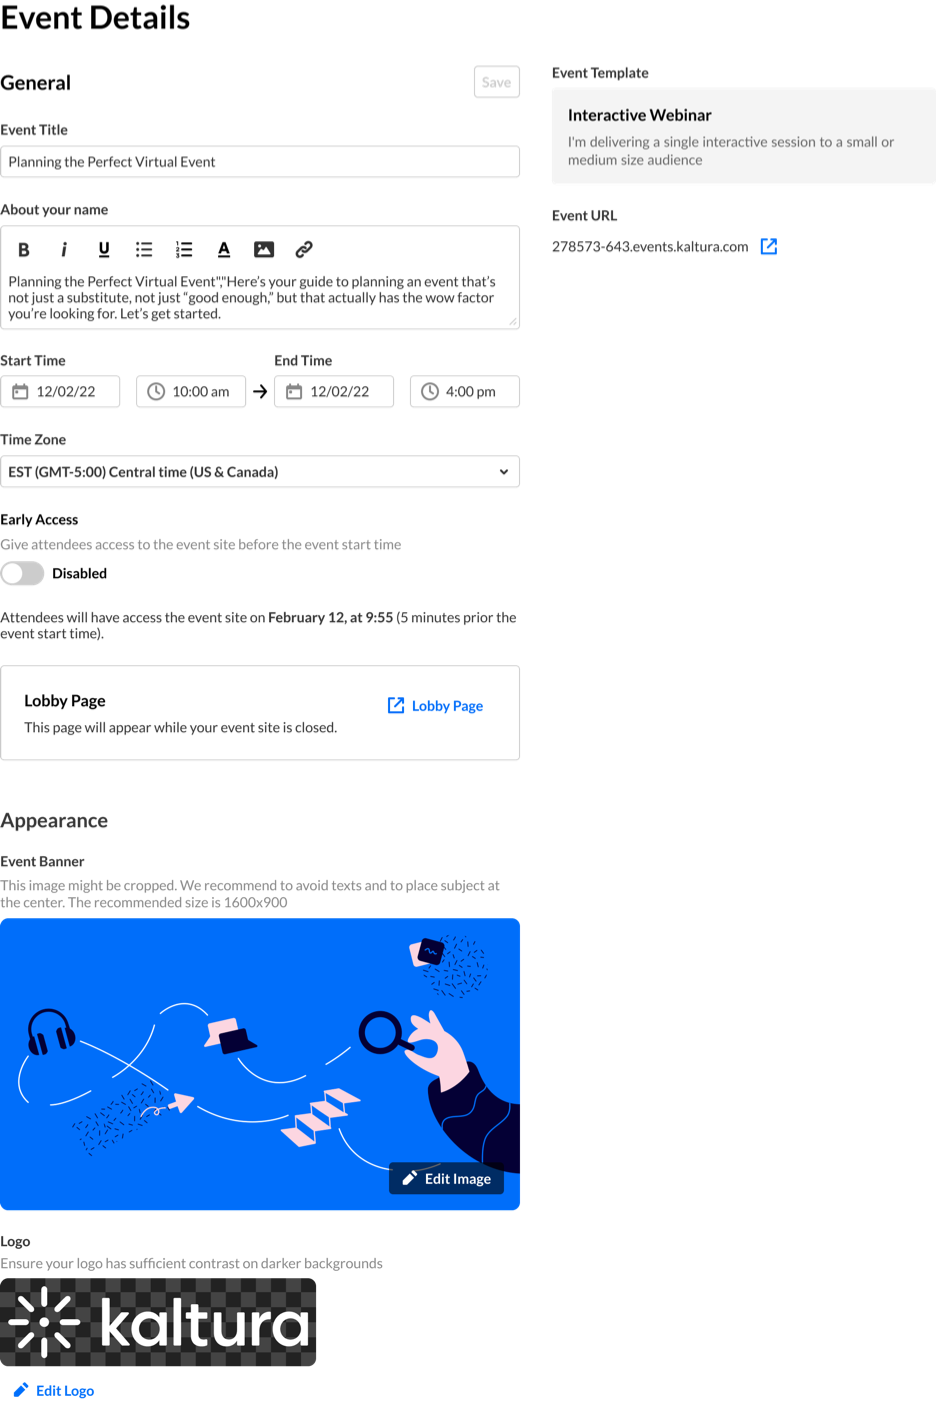 Event Details
General
Save
Event Title
Planning the Perfect Virtual Event
About your name
B i U A
Planning the Perfect Virtual Event","Here's your guide to planning an event that's
not just a substitute, not just “good enough,” but that actually has the wow factor
you're looking for. Let's get started.
Start Time
End Time
12/02/22
10:00 am
12/02/22
4:00 pm
Time Zone
EST (GMT-5:00) Central time (US & Canada)
Early Access
Give attendees access to the event site before the event start time
Disabled
Attendees will have access the event site on February 12, at 9:55 (5 minutes prior the
event start time).
Lobby Page
Lobby Page
This page will appear while your event site is closed.
Appearance
Event Banner
This image might be cropped. We recommend to avoid texts and to place subject at
the center. The recommended size is 1600x900
Edit Image
Logo
Ensure your logo has sufficient contrast on darker backgrounds
kaltura
Edit Logo
Event Template
Interactive Webinar
I'm delivering a single interactive session to a small or
medium size audience
Event URL
278573-643.events.kaltura.com